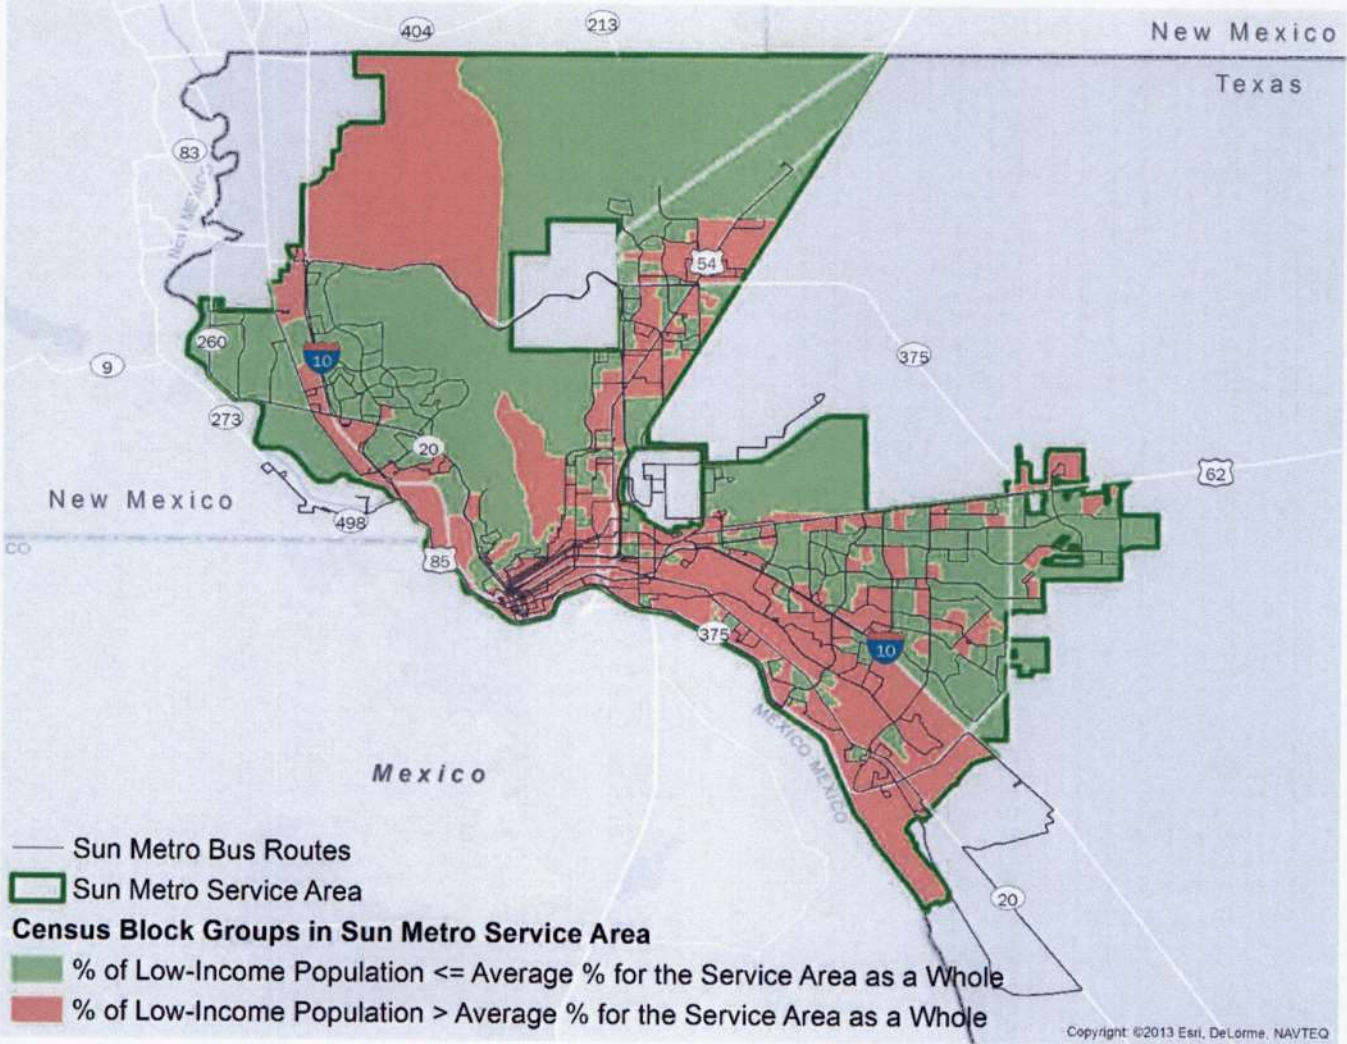 404
213
New Mexico
Texas
83
NEW MEXICO
54
260
10
9
375
273
20
62
New Mexico
498
CO
85
375
10
MEXICO MEXICO
Mexico
Sun Metro Bus Routes
Sun Metro Service Area
20
Census Block Groups in Sun Metro Service Area
% of Low-Income Population <= Average % for the Service Area as a Whole
% of Low-Income Population > Average % for the Service Area as a Whole
Copyright: ©2013 Esri, DeLorme, NAVTEQ